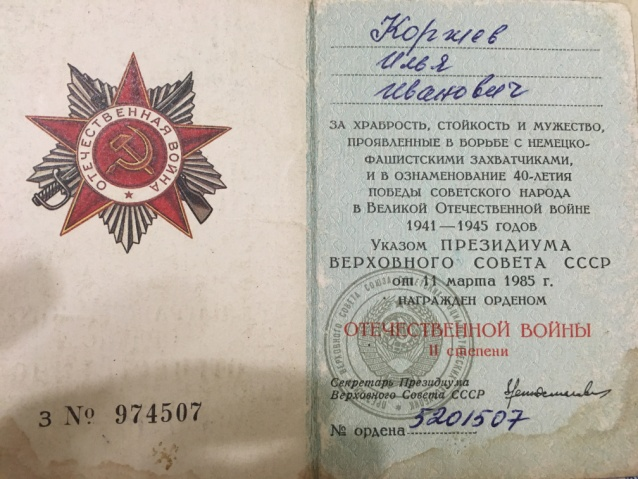 ОТЕЧЕСТВЕННАЯ ВОЙНА
З № 974507
Коржев
Илья
Иванович
ЗА ХРАБРОСТЬ, СТОЙКОСТЬ И МУЖЕСТВО,
ПРОЯВЛЕННЫЕ В БОРЬБЕ С НЕМЕЦКО-
ФАШИСТСКИМИ ЗАХВАТЧИКАМИ,
И В ОЗНАМЕНОВАНИЕ 40-ЛЕТИЯ
ПОБЕДЫ СОВЕТСКОГО НАРОДА
В ВЕЛИКОЙ ОТЕЧЕСТВЕННОЙ ВОЙНЕ
1941—1945 ГОДОВ
УКАЗОМ ПРЕЗИДИУМА
ВЕРХОВНОГО СОВЕТА СССР
от 11 марта 1985 г.
НАГРАЖДЕН ОРДЕНОМ
ОТЕЧЕСТВЕННОЙ ВОЙНЫ
II степени
Секретарь Президиума
Верховного Совета СССР
№ ордена 5201507